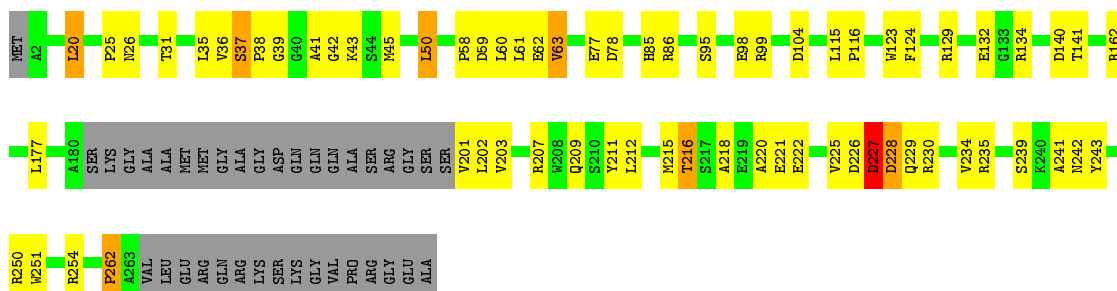 MET A2 L20 P25 N26 T31 L35 V36 S37 P38 G39 G40 A41 G42 K43 S44 M45 L50 P58 D59 L60 L61 E62 V63 E77 D78 H85 R86 S95 E98 R99 D104 L115 P116 W123 F124 R129 E132 G133 R134 D140 T141 R162
L177 A180 SER LYS GLY ALA ALA MET MET GLY ALA GLY ASP GLN GLN GLN ALA SER ARG GLY SER SER V201 L202 V203 R207 W208 Q209 S210 Y211 L212 M215 T216 S217 A218 E219 A220 E221 E222 V225 D226 D227 D228 Q229 R230 V234 R235 S239 K240 A241 N242 Y243
R250 W251 R254 P262 A263 VAL LEU GLU ARG GLN ARG LYS SER LYS GLY VAL PRO ARG GLY GLU ALA